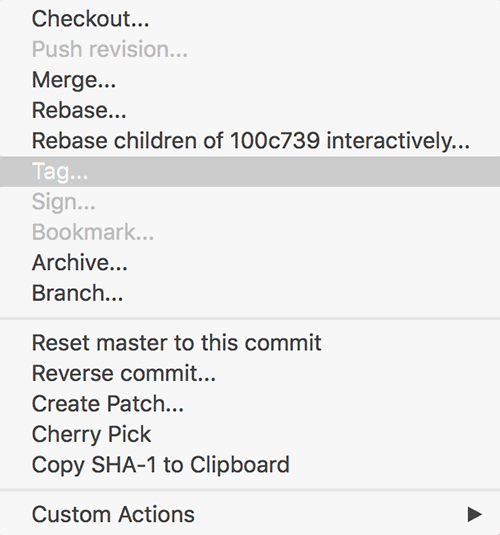 Checkout...
Push revision...
Merge...
Rebase...
Rebase children of 100c739 interactively...
Tag...
Sign...
Bookmark...
Archive...
Branch...
Reset master to this commit
Reverse commit...
Create Patch...
Cherry Pick
Copy SHA-1 to Clipboard
Custom Actions